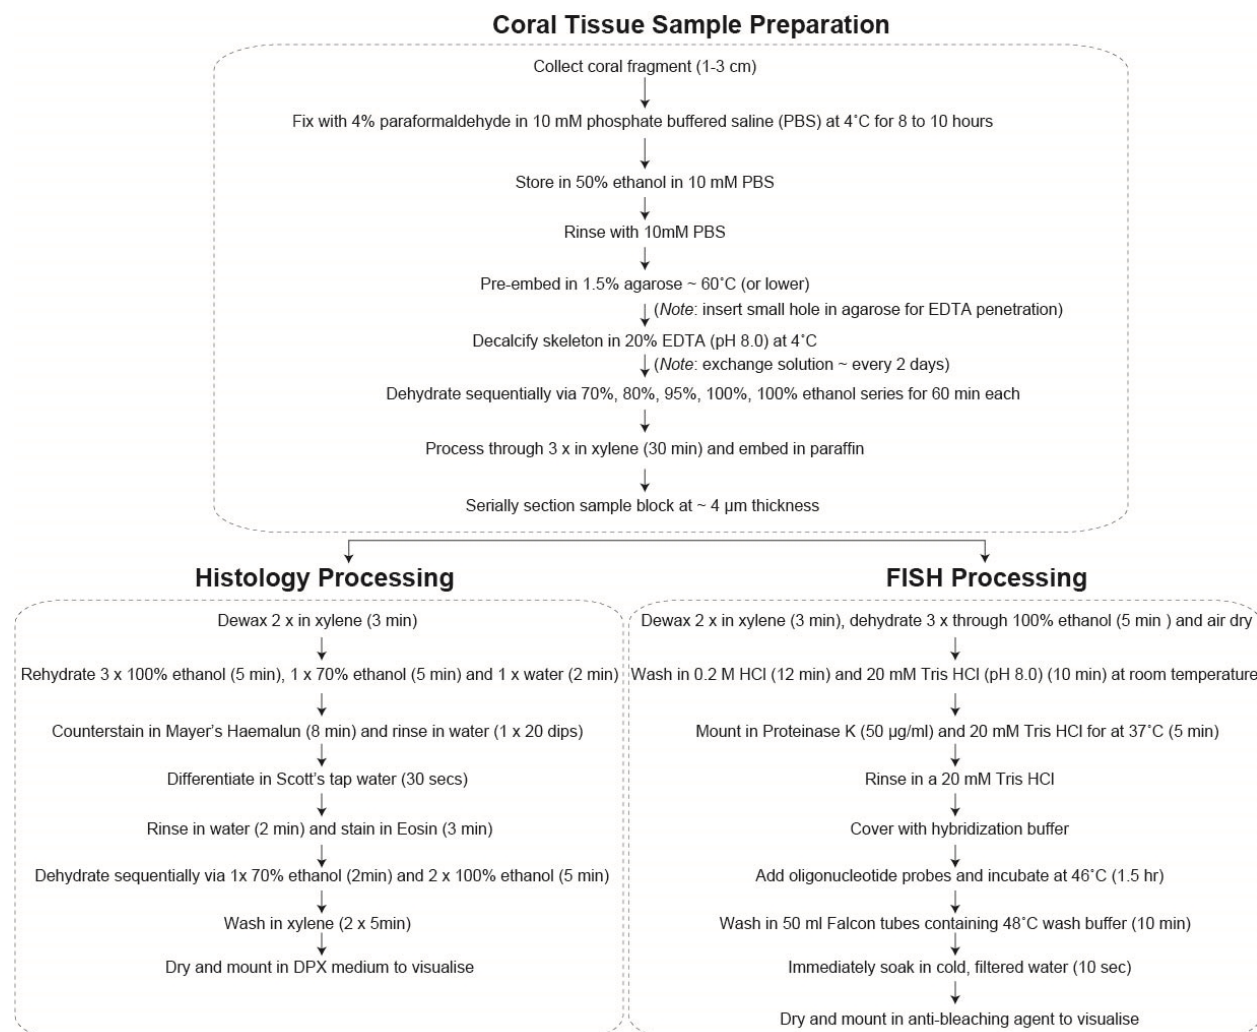 Coral Tissue Sample Preparation
Collect coral fragment (1-3 cm)
Fix with 4% paraformaldehyde in 10 mM phosphate buffered saline (PBS) at 4˚C for 8 to 10 hours
Store in 50% ethanol in 10 mM PBS
Rinse with 10mM PBS
Pre-embed in 1.5% agarose ~ 60˚C (or lower)
(Note: insert small hole in agarose for EDTA penetration)
Decalcify skeleton in 20% EDTA (pH 8.0) at 4˚C
(Note: exchange solution ~ every 2 days)
Dehydrate sequentially via 70%, 80%, 95%, 100%, 100% ethanol series for 60 min each
Process through 3 x in xylene (30 min) and embed in paraffin
Serially section sample block at ~ 4 µm thickness
Histology Processing
Dewax 2 x in xylene (3 min)
Rehydrate 3 x 100% ethanol (5 min), 1 x 70% ethanol (5 min) and 1 x water (2 min)
Counterstain in Mayer's Haemalun (8 min) and rinse in water (1 x 20 dips)
Differentiate in Scott's tap water (30 secs)
Rinse in water (2 min) and stain in Eosin (3 min)
Dehydrate sequentially via 1x 70% ethanol (2min) and 2 x 100% ethanol (5 min)
Wash in xylene (2 x 5min)
Dry and mount in DPX medium to visualise
FISH Processing
Dewax 2 x in xylene (3 min), dehydrate 3 x through 100% ethanol (5 min ) and air dry
Wash in 0.2 M HCl (12 min) and 20 mM Tris HCl (pH 8.0) (10 min) at room temperature
Mount in Proteinase K (50 µg/ml) and 20 mM Tris HCl for at 37˚C (5 min)
Rinse in a 20 mM Tris HCl
Cover with hybridization buffer
Add oligonucleotide probes and incubate at 46˚C (1.5 hr)
Wash in 50 ml Falcon tubes containing 48˚C wash buffer (10 min)
Immediately soak in cold, filtered water (10 sec)
Dry and mount in anti-bleaching agent to visualise